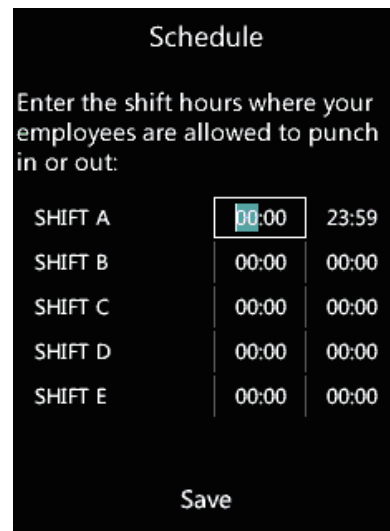 Schedule
Enter the shift hours where your
employees are allowed to punch
in or out:
SHIFT A 00:00 23:59
SHIFT B 00:00 00:00
SHIFT C 00:00 00:00
SHIFT D 00:00 00:00
SHIFT E 00:00 00:00
Save